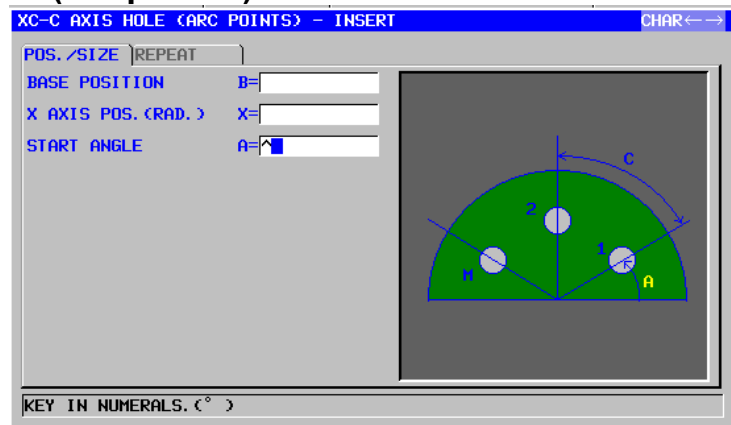 XC-C AXIS HOLE (ARC POINTS) - INSERT CHAR←→
POS./SIZE REPEAT
BASE POSITION B=
X AXIS POS.(RAD.) X=
START ANGLE A=^
C
2
1
M
A
KEY IN NUMERALS.(° )